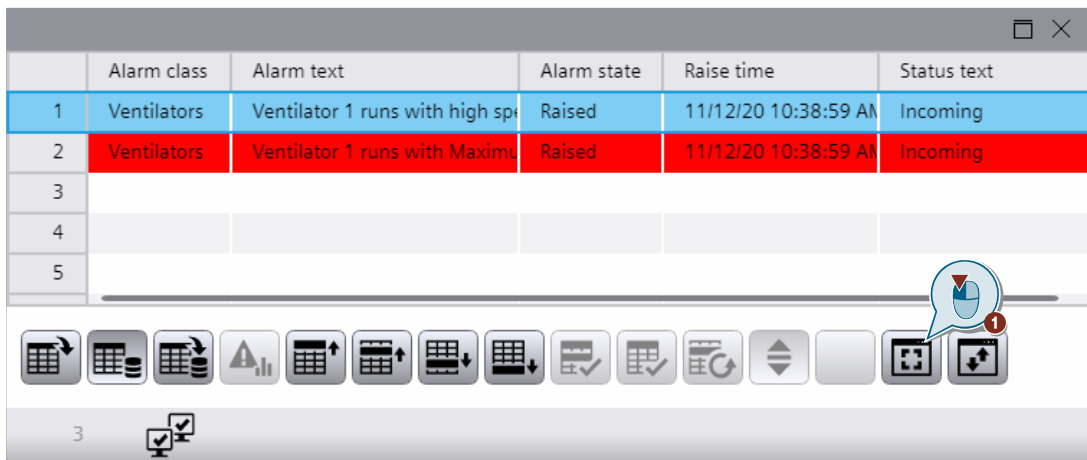 Alarm class Alarm text Alarm state Raise time Status text
1 Ventilators Ventilator 1 runs with high spe Raised 11/12/20 10:38:59 AM Incoming
2 Ventilators Ventilator 1 runs with Maximu Raised 11/12/20 10:38:59 AM Incoming
3
4
5
1
3